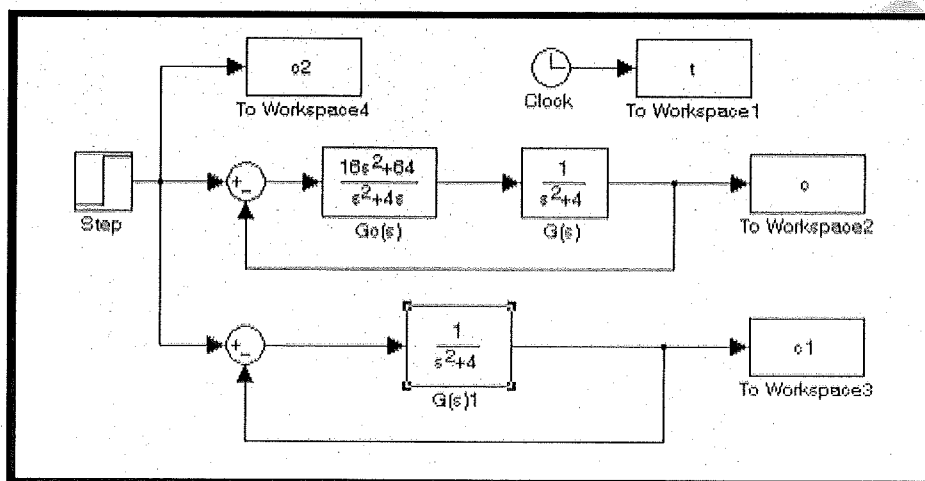 c2
To Workspace4
Clock
t
To Workspace1
Step
+
-
16s²+64
s²+4s
Gc(s)
1
s²+4
G(s)
c
To Workspace2
+
-
1
s²+4
G(s)1
c1
To Workspace3